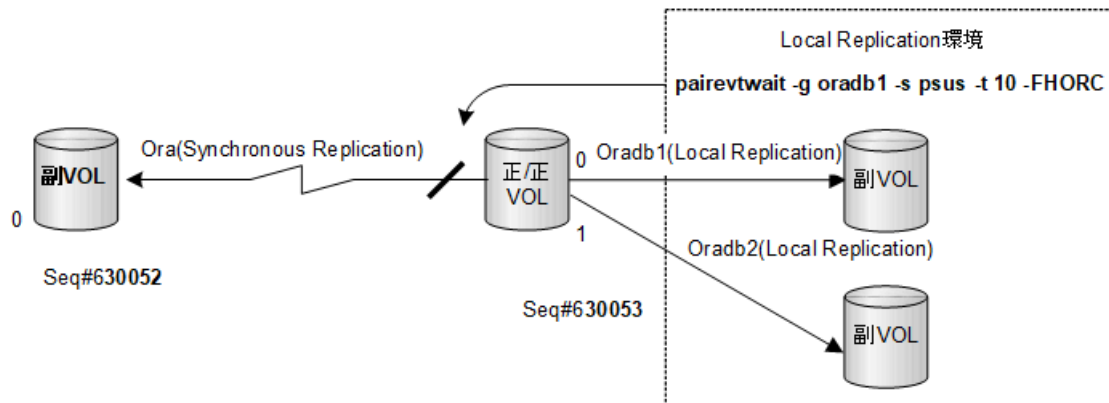 Local Replication環境
pairevtwait -g oradb1 -s psus -t 10 -FHORC
Ora(Synchronous Replication)
副VOL
0
Seq#630052
正/正
VOL
0
1
Seq#630053
Oradb1(Local Replication)
副VOL
Oradb2(Local Replication)
副VOL